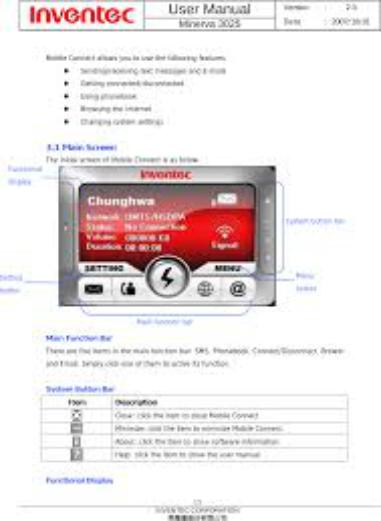 Inventec
User Manual
Minerva 3025
Version : 2.0
Date :
Mobile Connect allows you to use the following features.
Sending/receiving text messages and E-mail
Getting connected/disconnected
Using phonebook
Browsing the internet
Changing system settings
3.1 Main Screen
The initial screen of Mobile Connect is as below.
Functional
display
Inventec
Chunghwa
Network: UMTS/HSDPA
Status: No Connection
Volume: 000000 KB
Duration: 00:00:00
Signal
System button bar
SETTING
MENU
Setting
button
Menu
button
Main function bar
Main Function Bar
There are five items in the main function bar: SMS, Phonebook, Connect/Disconnect, Browser
and Email. Simply click one of them to active its function.
System Button Bar
Item Description
Close: click the item to close Mobile Connect
Minimize: click the item to minimize Mobile Connect.
About: click the item to show software information
Help: click the item to show the user manual
Functional Display
INVENTEC CORPORATION